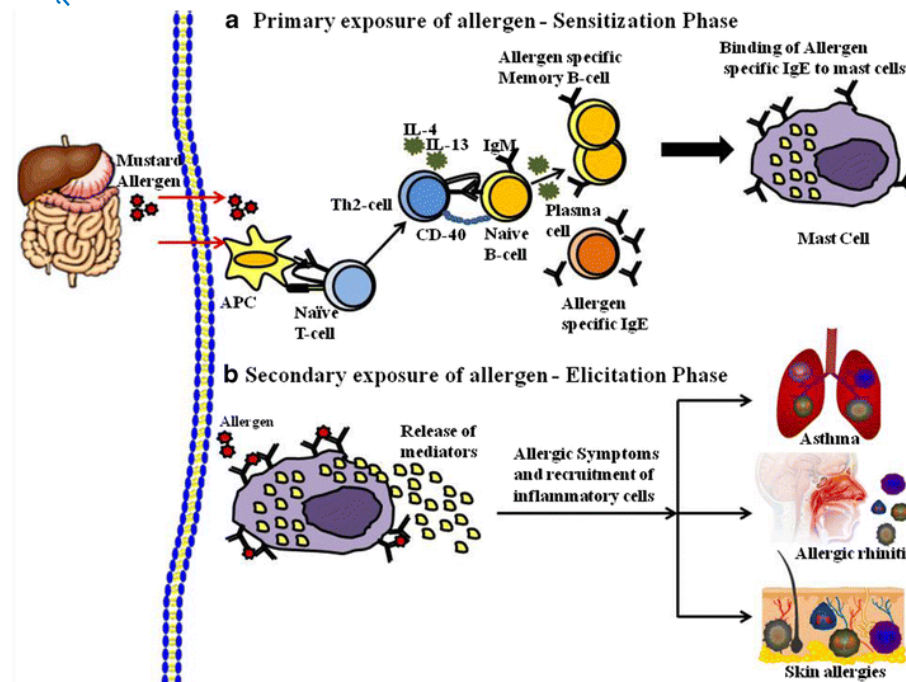 a Primary exposure of allergen - Sensitization Phase
Allergen specific
Memory B-cell
Binding of Allergen
specific IgE to mast cells
Mustard
Allergen
IL-4
IL-13
IgM
Th2-cell
CD-40
Naive
B-cell
Plasma
cell
Mast Cell
APC
Naïve
T-cell
Allergen
specific IgE
b Secondary exposure of allergen - Elicitation Phase
Allergen
Release of
mediators
Allergic Symptoms
and recruitment of
inflammatory cells
Asthma
Allergic rhiniti
Skin allergies